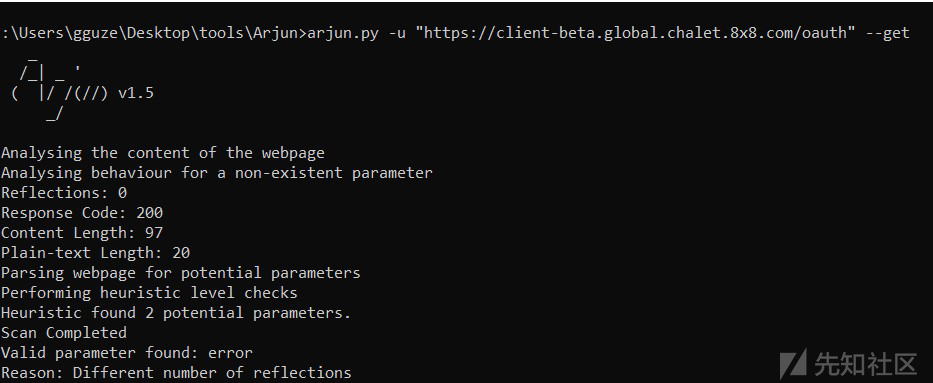 :\Users\gguze\Desktop\tools\Arjun>arjun.py -u "https://client-beta.global.chalet.8x8.com/oauth" --get
    _
  /_| _ '
 (  |/ /(//) v1.5
      _/
Analysing the content of the webpage
Analysing behaviour for a non-existent parameter
Reflections: 0
Response Code: 200
Content Length: 97
Plain-text Length: 20
Parsing webpage for potential parameters
Performing heuristic level checks
Heuristic found 2 potential parameters.
Scan Completed
Valid parameter found: error
Reason: Different number of reflections
先知社区